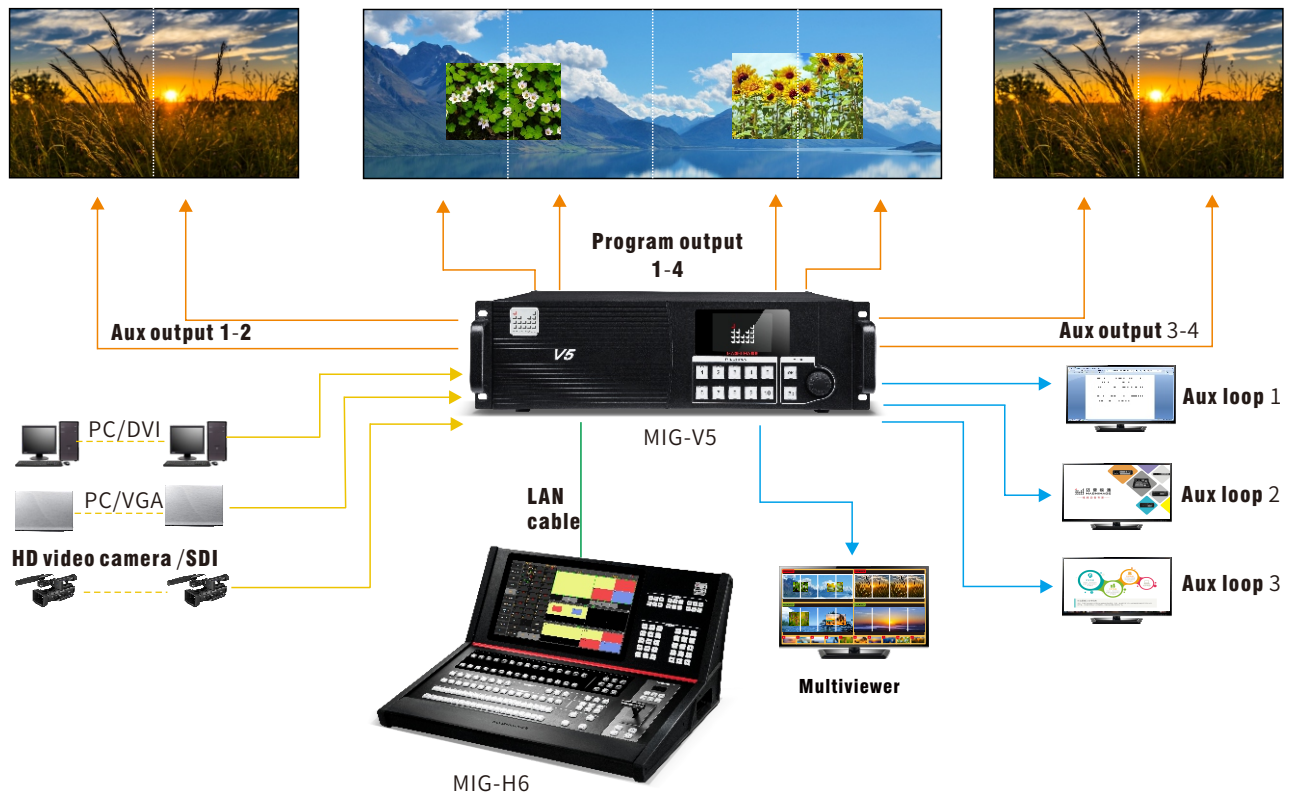 Program output
1-4
Aux output 1-2
Aux output 3-4
V5
PC/DVI
MIG-V5
Aux loop 1
PC/VGA
LAN
cable
Aux loop 2
HD video camera /SDI
Aux loop 3
Multiviewer
MIG-H6